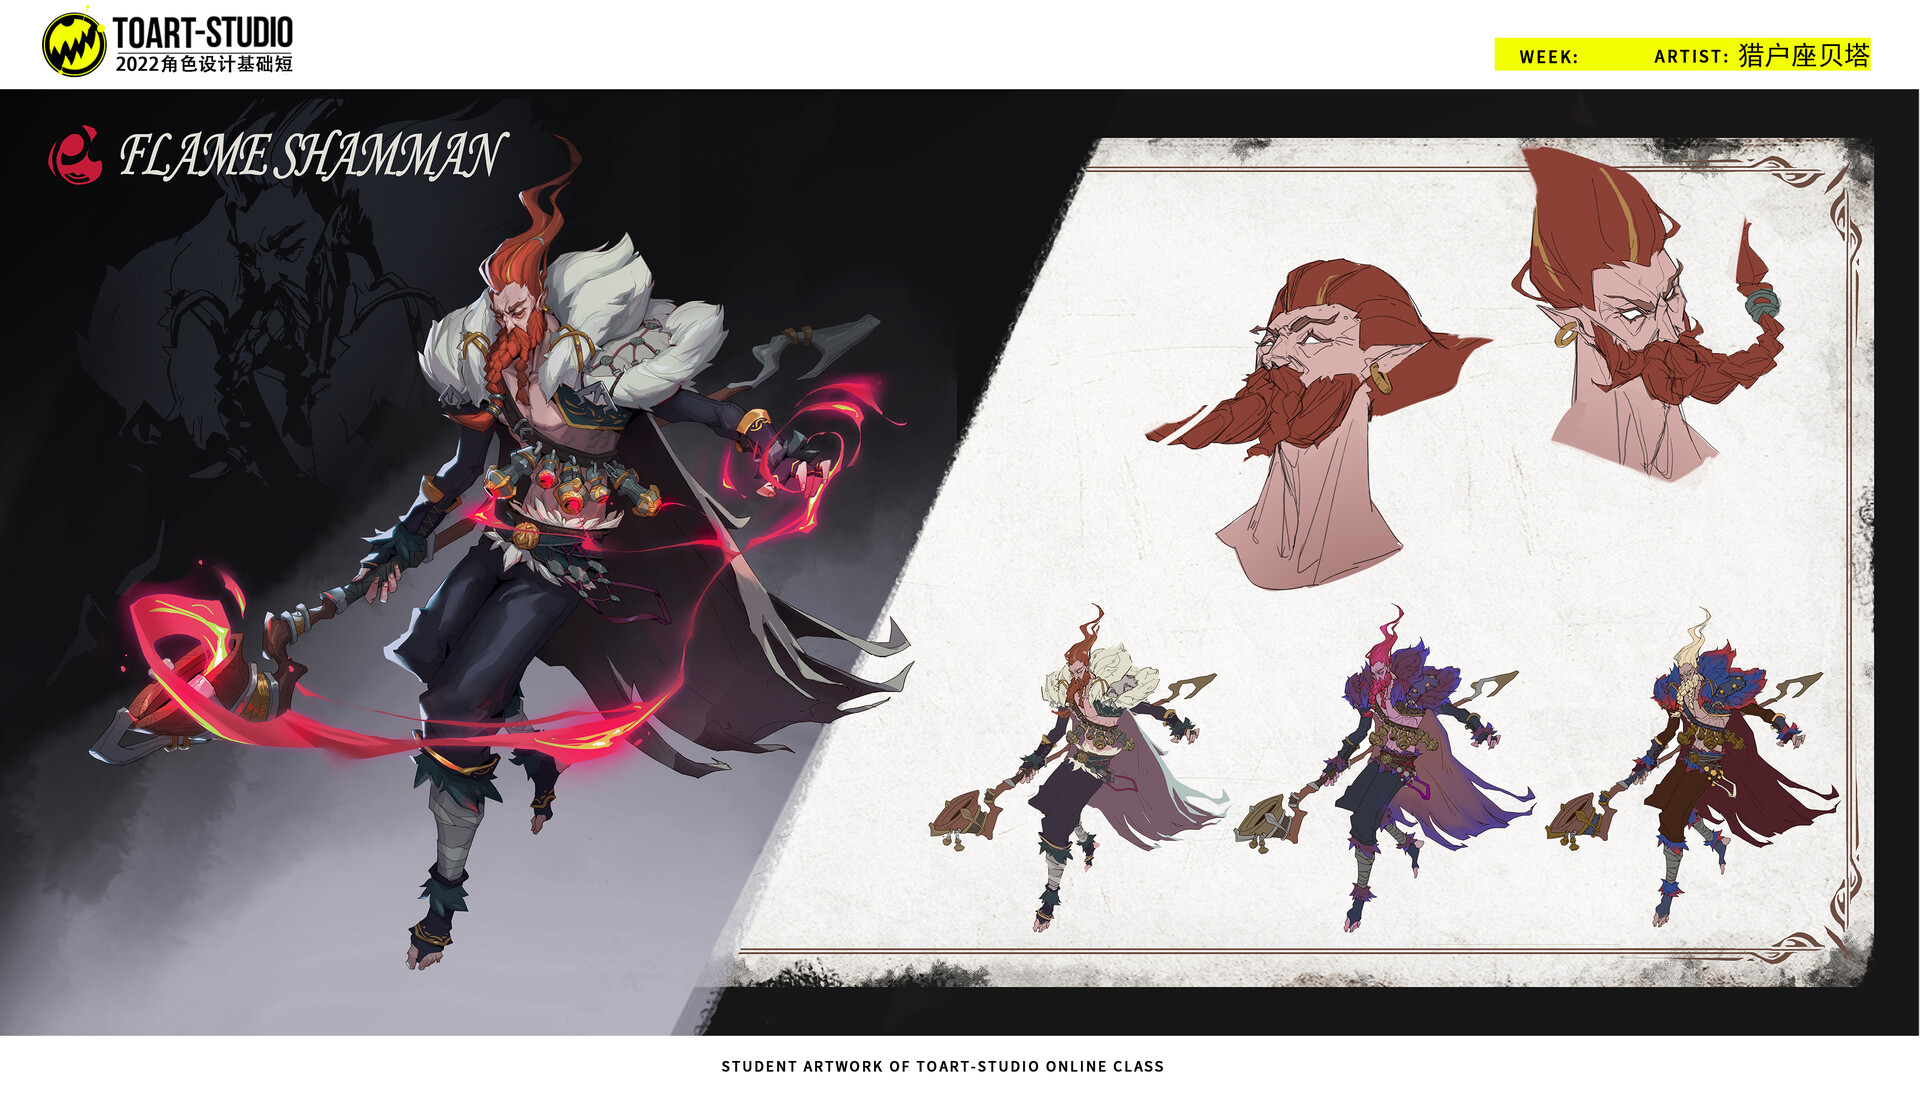 TOART-STUDIO
2022角色设计基础短
WEEK:
ARTIST: 猎户座贝塔
FLAME SHAMMAN
STUDENT ARTWORK OF TOART-STUDIO ONLINE CLASS